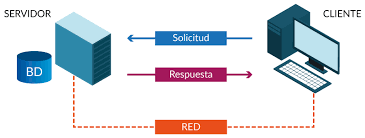 SERVIDOR
CLIENTE
Solicitud
BD
Respuesta
RED